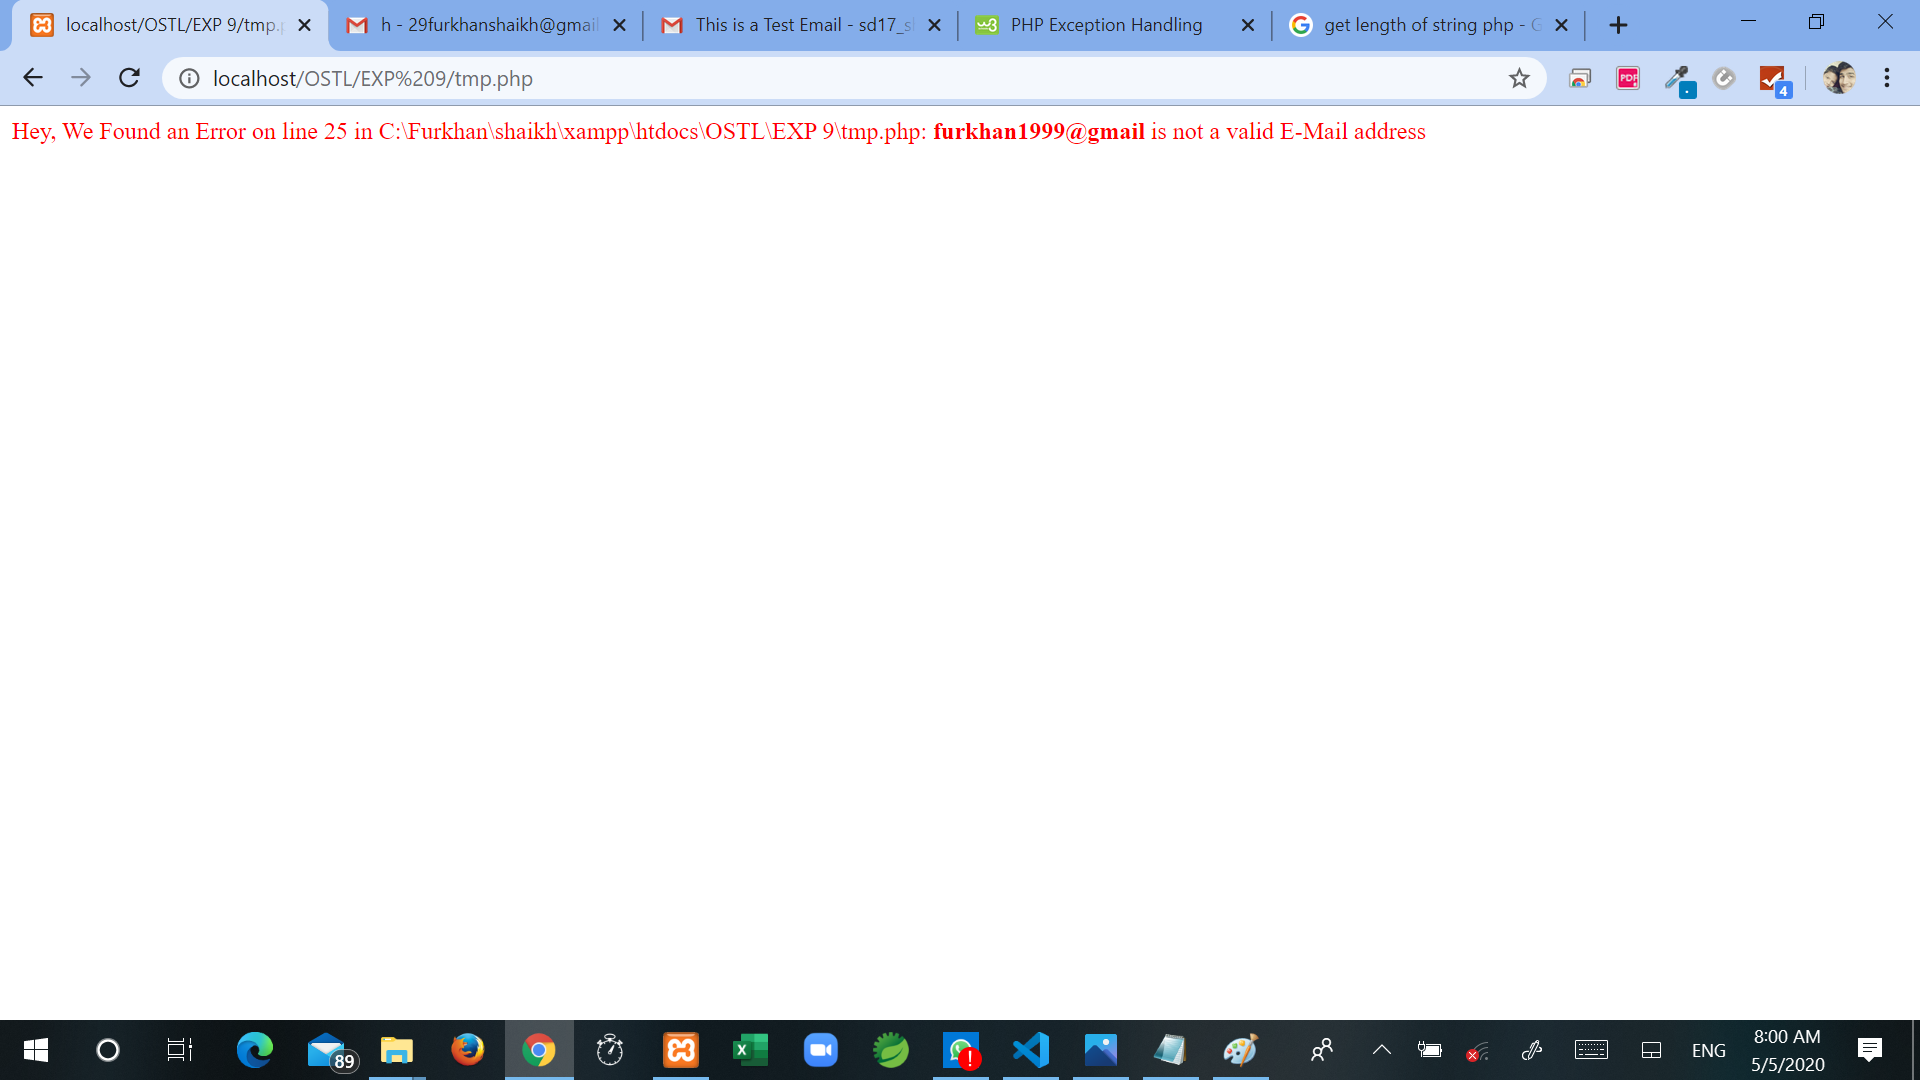 localhost/OSTL/EXP 9/tmp.p
h - 29furkhanshaikh@gmail
This is a Test Email - sd17_sh
PHP Exception Handling
get length of string php - G
localhost/OSTL/EXP%209/tmp.php
PDF
4
Hey, We Found an Error on line 25 in C:\Furkhan\shaikh\xampp\htdocs\OSTL\EXP 9\tmp.php: furkhan1999@gmail is not a valid E-Mail address
89
ENG
8:00 AM
5/5/2020